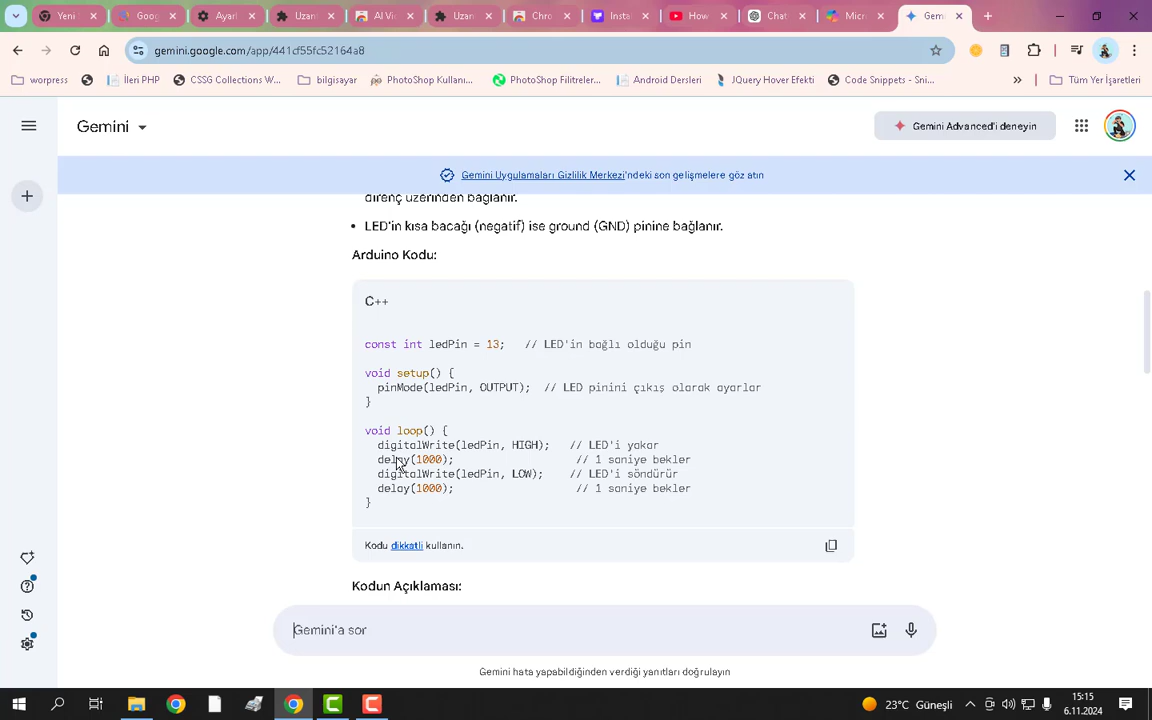 Yeni
Goog
Ayarl
Uzan
AI Vi
Uzan
Chro
Insta
How
Chat
Micr
Gem
gemini.google.com/app/441cf55fc52164a8
worpress
İleri PHP
CSSG Collections W...
bilgisayar
PhotoShop Kullanı...
PhotoShop Filitreler...
Android Dersleri
JQuery Hover Efekti
Code Snippets - Sni...
»
Tüm Yer İşaretleri
Gemini
Gemini Advanced'i deneyin
Gemini Uygulamaları Gizlilik Merkezi'ndeki son gelişmelere göz atın
direnç üzerinden bağlanır.
• LED'in kısa bacağı (negatif) ise ground (GND) pinine bağlanır.
Arduino Kodu:
C++
const int ledPin = 13; // LED'in bağlı olduğu pin
void setup() {
pinMode(ledPin, OUTPUT); // LED pinini çıkış olarak ayarlar
}
void loop() {
digitalWrite(ledPin, HIGH); // LED'i yakar
delay(1000); // 1 saniye bekler
digitalWrite(ledPin, LOW); // LED'i söndürür
delay(1000); // 1 saniye bekler
}
Kodu dikkatli kullanın.
Kodun Açıklaması:
Gemini'a sor
Gemini hata yapabildiğinden verdiği yanıtları doğrulayın
23°C Güneşli
15:15
6.11.2024